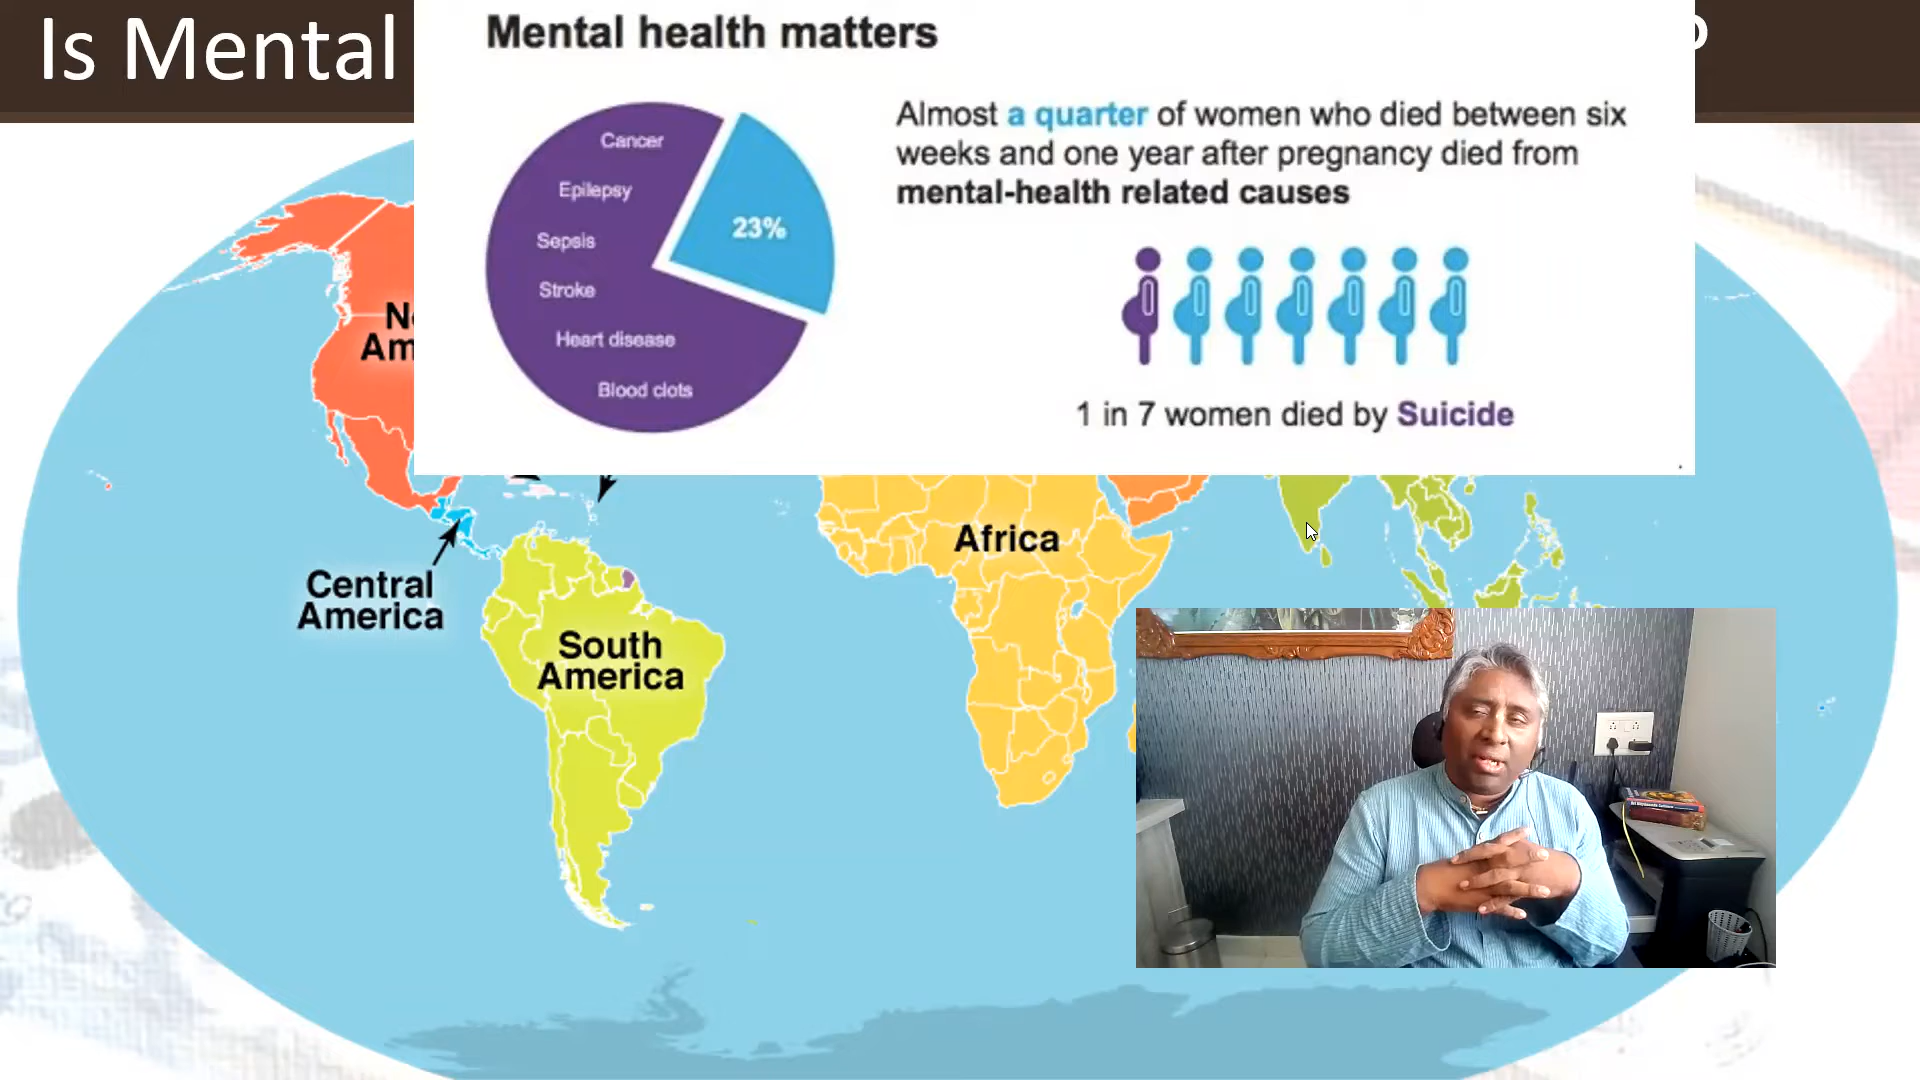 Is Mental
?
Mental health matters
Cancer
Epilepsy
Sepsis
Stroke
Heart disease
Blood clots
23%
Almost a quarter of women who died between six
weeks and one year after pregnancy died from
mental-health related causes
1 in 7 women died by Suicide
Central
America
South
America
Africa